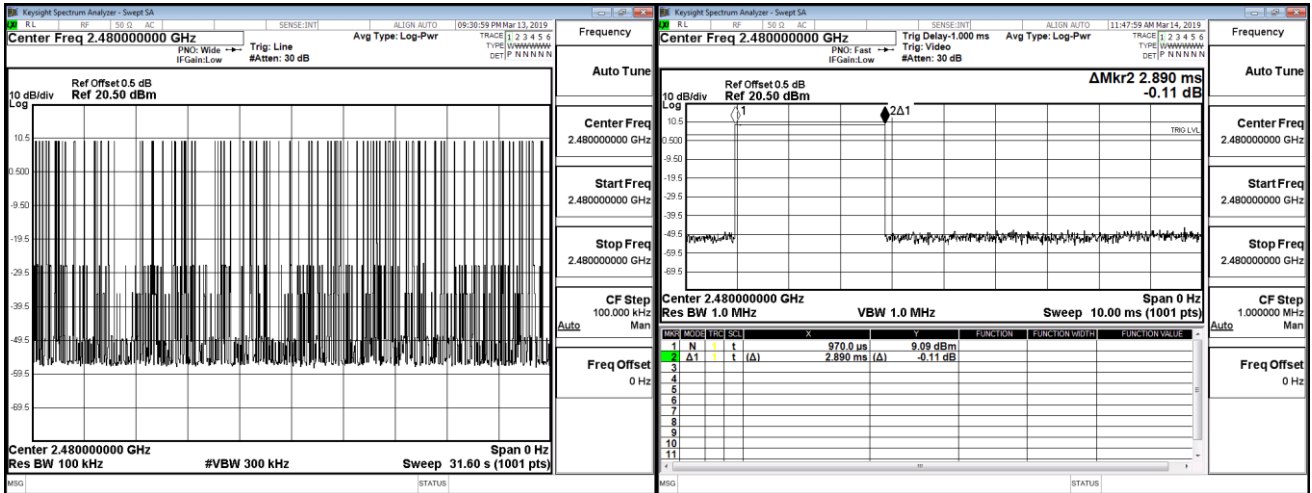 Keysight Spectrum Analyzer - Swept SA
RL RF 50 Ω AC SENSE:INT ALIGN AUTO 09:30:59 PM Mar 13, 2019
Center Freq 2.480000000 GHz
PNO: Wide
IFGain:Low
Trig: Line
#Atten: 30 dB
Avg Type: Log-Pwr
TRACE 1 2 3 4 5 6
TYPE WWWWWW
DET P NNNNN
Ref Offset 0.5 dB
10 dB/div Ref 20.50 dBm
Log
10.5
0.500
-9.50
-19.5
-29.5
-39.5
-49.5
-59.5
-69.5
Center 2.480000000 GHz Span 0 Hz
Res BW 100 kHz #VBW 300 kHz Sweep 31.60 s (1001 pts)
MSG STATUS
Frequency
Auto Tune
Center Freq
2.480000000 GHz
Start Freq
2.480000000 GHz
Stop Freq
2.480000000 GHz
CF Step
100.000 kHz
Auto Man
Freq Offset
0 Hz
Keysight Spectrum Analyzer - Swept SA
RL RF 50 Ω AC SENSE:INT ALIGN AUTO 11:47:59 AM Mar 14, 2019
Center Freq 2.480000000 GHz
PNO: Fast
IFGain:Low
Trig Delay-1.000 ms
Trig: Video
#Atten: 30 dB
Avg Type: Log-Pwr
TRACE 1 2 3 4 5 6
TYPE WWWWWW
DET P NNNNN
ΔMkr2 2.890 ms
-0.11 dB
Ref Offset 0.5 dB
10 dB/div Ref 20.50 dBm
Log
1
2Δ1
TRIG LVL
10.5
0.500
-9.50
-19.5
-29.5
-39.5
-49.5
-59.5
-69.5
Center 2.480000000 GHz Span 0 Hz
Res BW 1.0 MHz VBW 1.0 MHz Sweep 10.00 ms (1001 pts)
MKR MODE TRC SCL X Y FUNCTION FUNCTION WIDTH FUNCTION VALUE
1 N 1 t 970.0 µs 9.09 dBm
2 Δ1 1 t (Δ) 2.890 ms (Δ) -0.11 dB
3
4
5
6
7
8
9
10
11
MSG STATUS
Frequency
Auto Tune
Center Freq
2.480000000 GHz
Start Freq
2.480000000 GHz
Stop Freq
2.480000000 GHz
CF Step
1.000000 MHz
Auto Man
Freq Offset
0 Hz